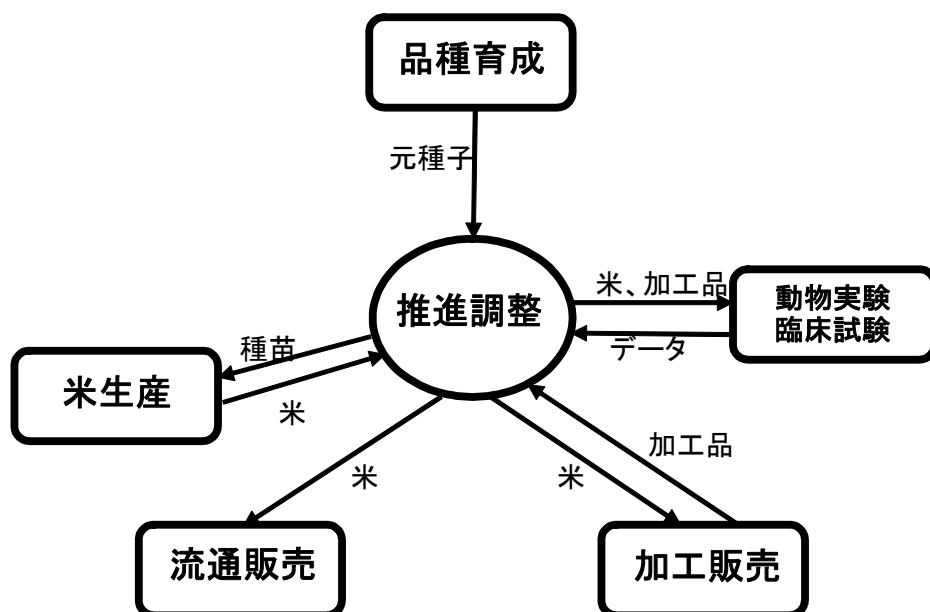 品種育成
元種子
米、加工品
動物実験
臨床試験
推進調整
データ
種苗
米生産
米
加工品
米
米
流通販売
加工販売